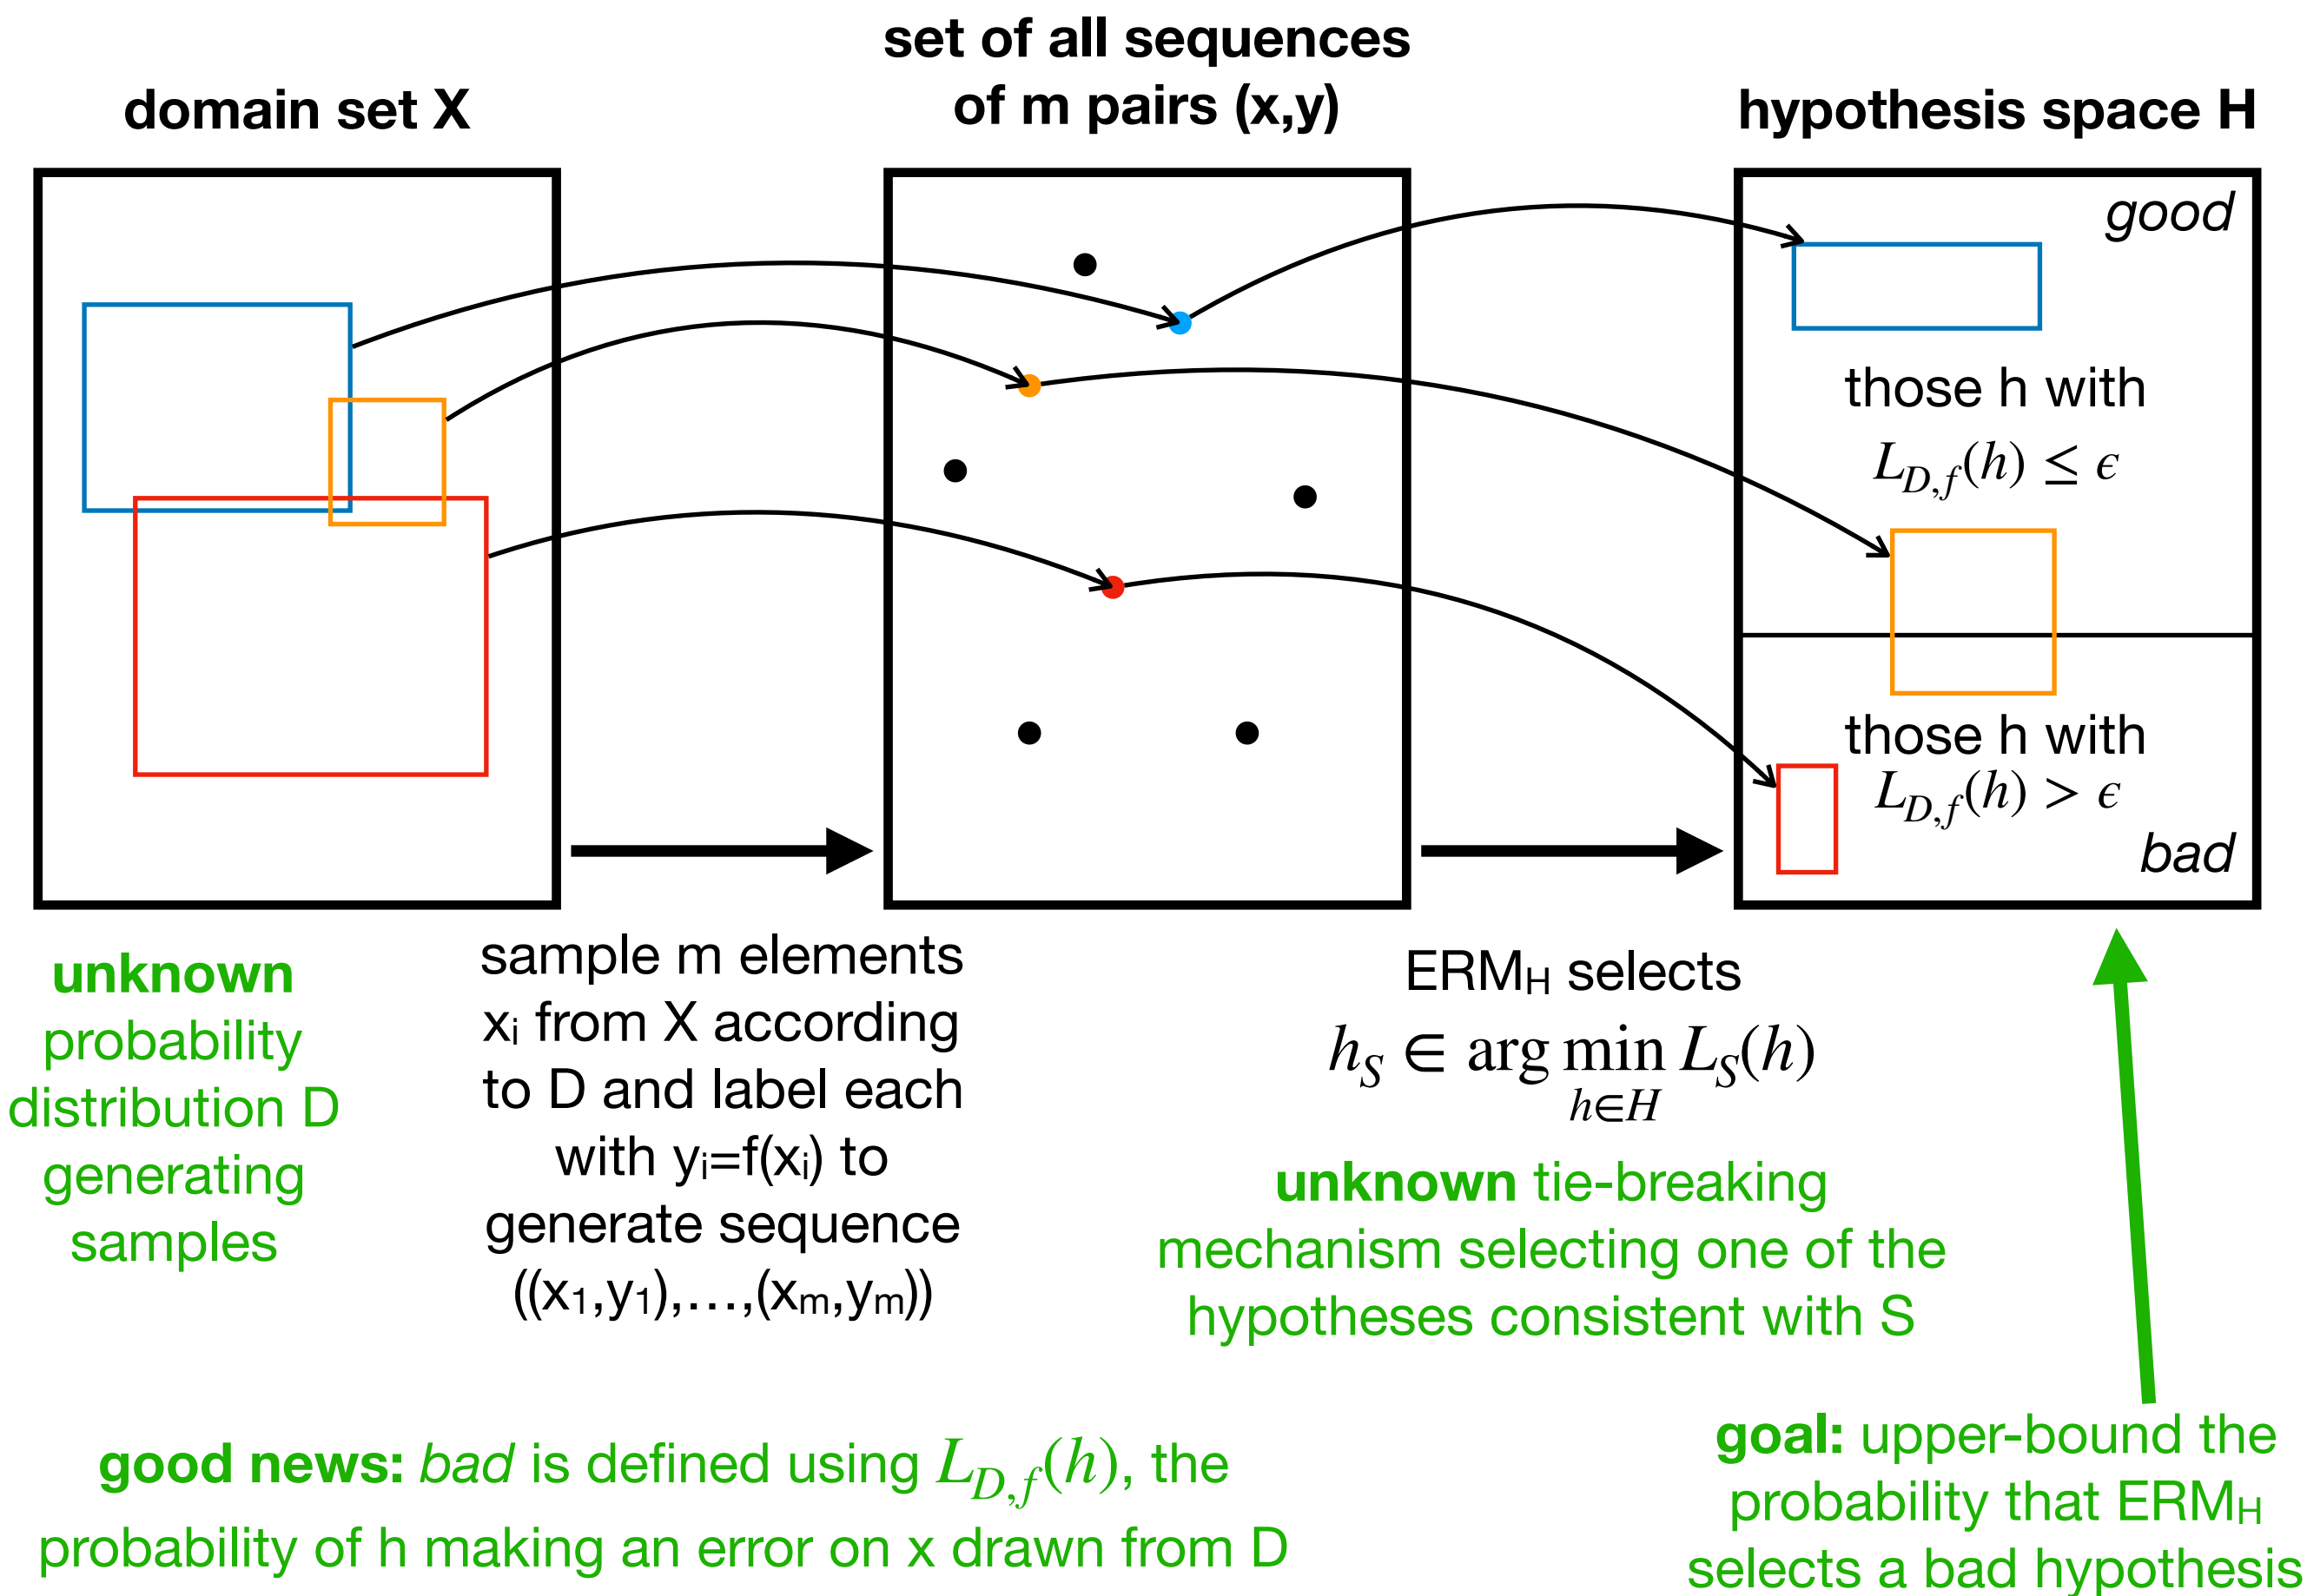 domain set X
set of all sequences
of m pairs (x,y)
hypothesis space H
good
those h with
L_{D,f}(h) ≤ ϵ
those h with
L_{D,f}(h) > ϵ
bad
unknown
probability
distribution D
generating
samples
sample m elements
xᵢ from X according
to D and label each
with yᵢ=f(xᵢ) to
generate sequence
((x₁,y₁),…,(xₘ,yₘ))
ERM_H selects
h_S ∈ arg min L_S(h)
h∈H
unknown tie-breaking
mechanism selecting one of the
hypotheses consistent with S
good news: bad is defined using L_{D,f}(h), the
probability of h making an error on x drawn from D
goal: upper-bound the
probability that ERM_H
selects a bad hypothesis